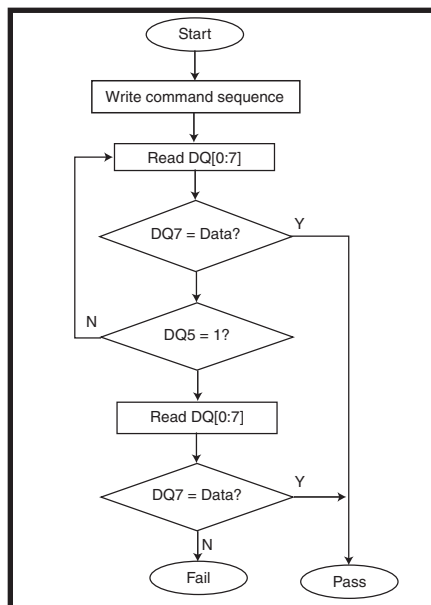 Start
Write command sequence
Read DQ[0:7]
DQ7 = Data?
Y
N
DQ5 = 1?
Read DQ[0:7]
DQ7 = Data?
Y
N
Fail
Pass